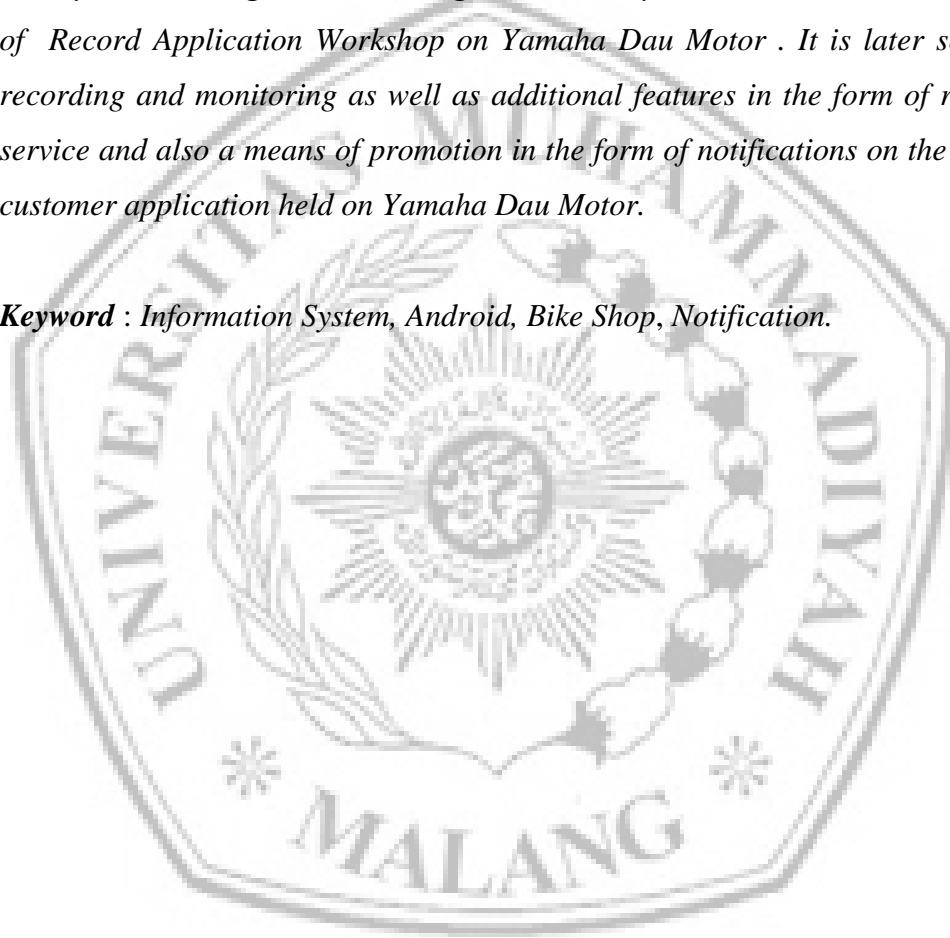 of Record Application Workshop on Yamaha Dau Motor . It is later s
recording and monitoring as well as additional features in the form of
service and also a means of promotion in the form of notifications on the
customer application held on Yamaha Dau Motor.
Keyword : Information System, Android, Bike Shop, Notification.
UNIVERSITAS MUHAMMADIYAH
MALANG